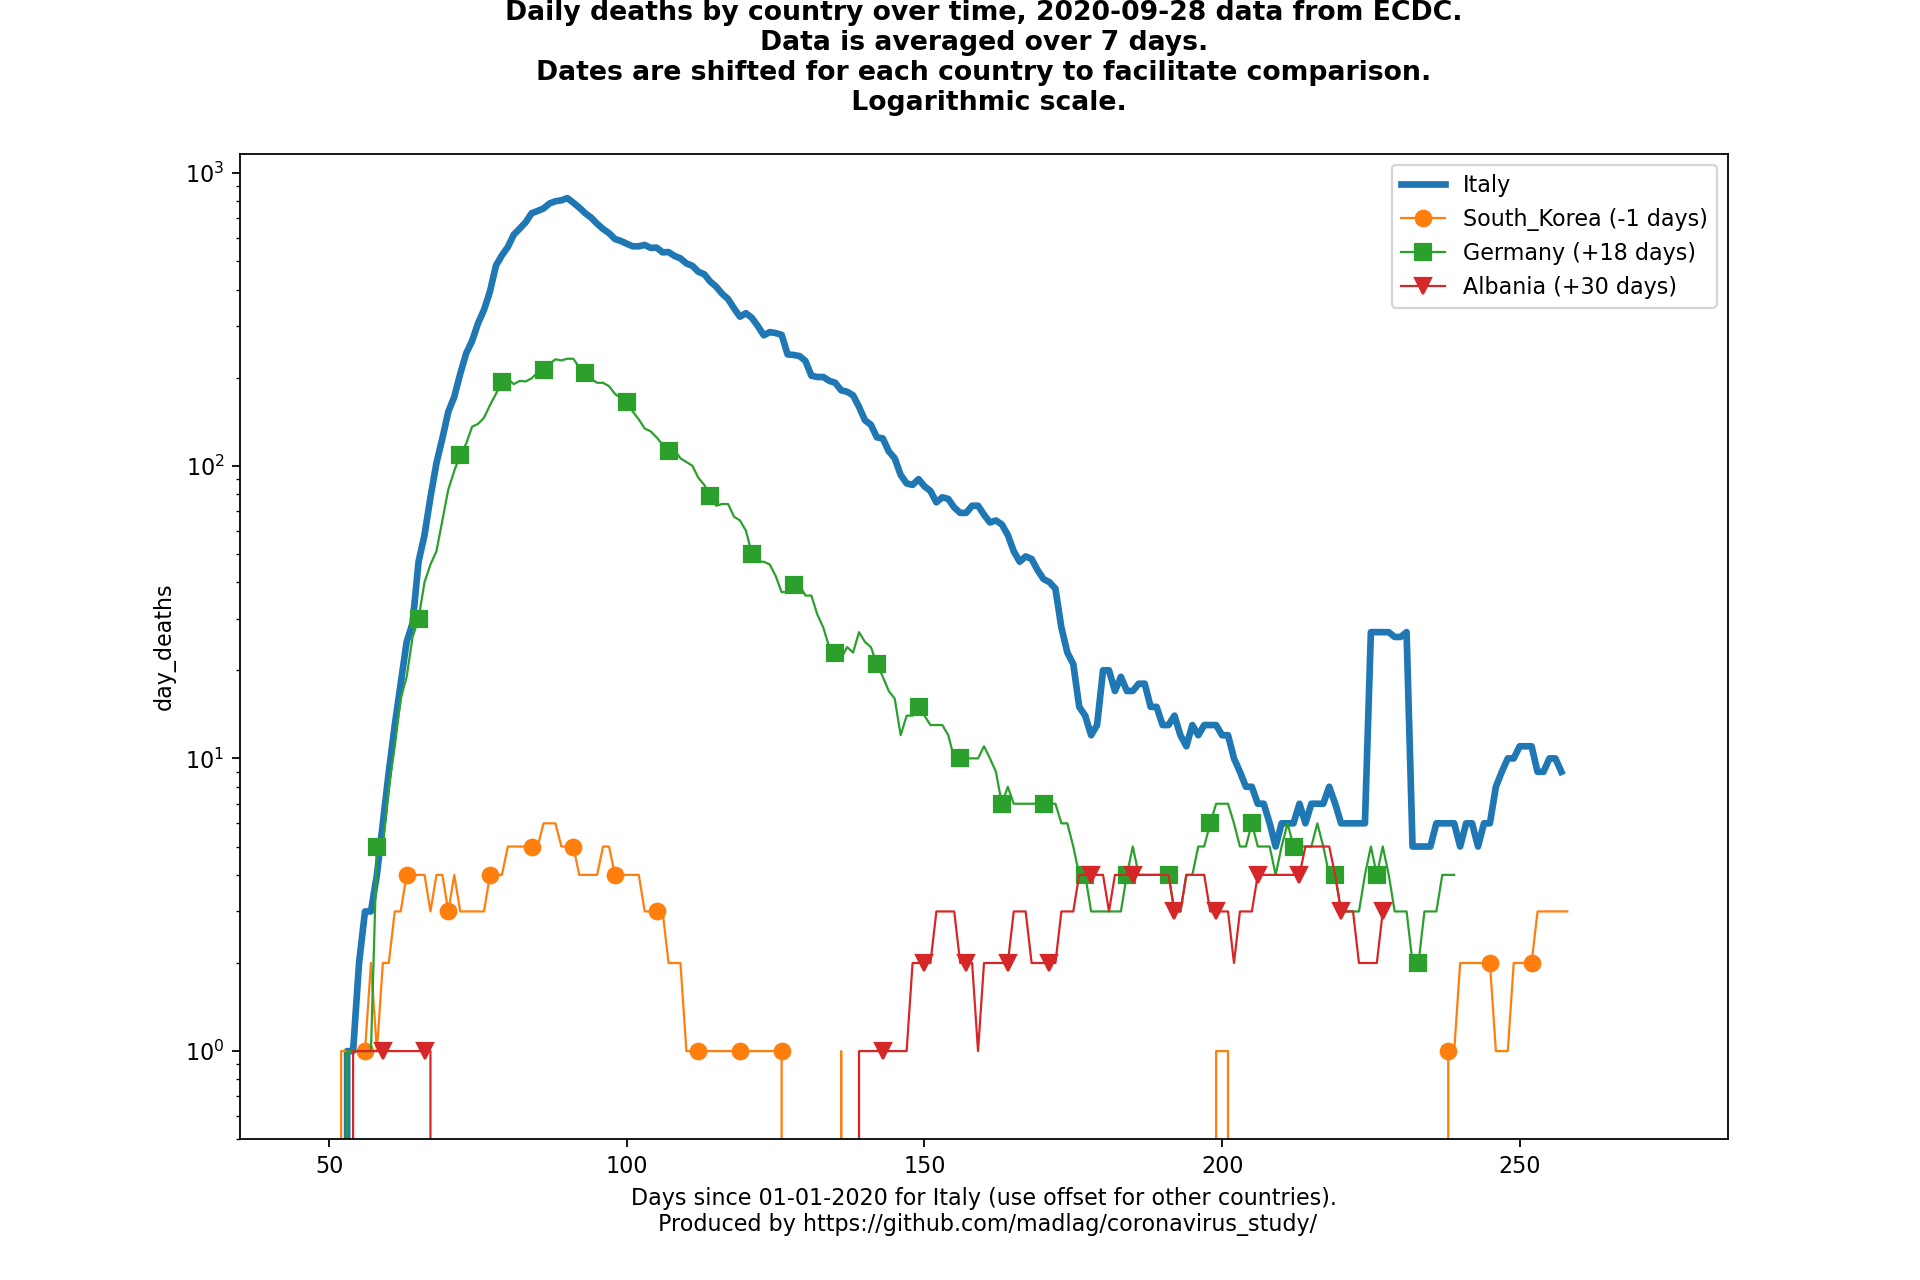 Daily deaths by country over time, 2020-09-28 data from ECDC.
Data is averaged over 7 days.
Dates are shifted for each country to facilitate comparison.
Logarithmic scale.
10³
10²
10¹
10⁰
day_deaths
Italy
South_Korea (-1 days)
Germany (+18 days)
Albania (+30 days)
50 100 150 200 250
Days since 01-01-2020 for Italy (use offset for other countries).
Produced by https://github.com/madlag/coronavirus_study/